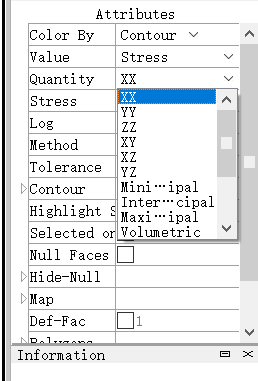 Attributes
Color By Contour
Value Stress
Quantity XX
Stress XX
YY
Log ZZ
Method XY
XZ
Tolerance YZ
Contour Mini⋯ipal
Inter⋯cipal
Highlight S Maxi⋯ipal
Selected or Volumetric
Null Faces
Hide-Null
Map
Def-Fac 1
Polygons
Information